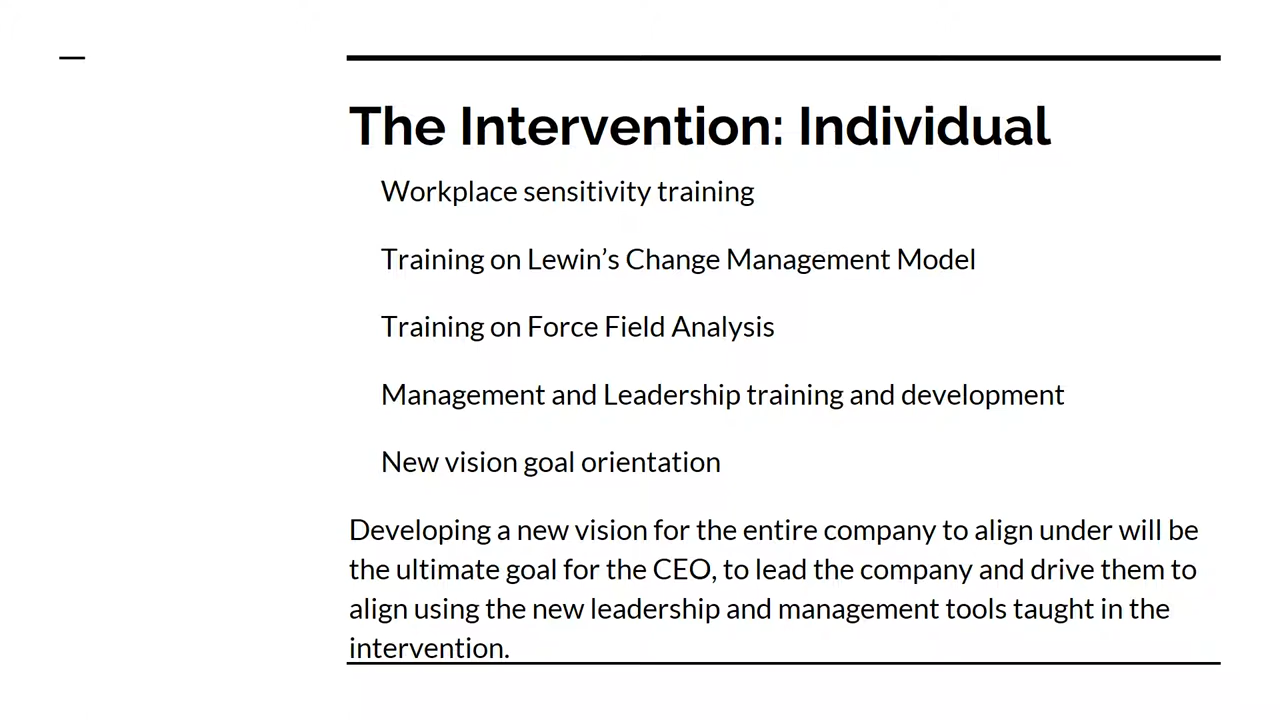 The Intervention: Individual
Workplace sensitivity training
Training on Lewin’s Change Management Model
Training on Force Field Analysis
Management and Leadership training and development
New vision goal orientation
Developing a new vision for the entire company to align under will be
the ultimate goal for the CEO, to lead the company and drive them to
align using the new leadership and management tools taught in the
intervention.